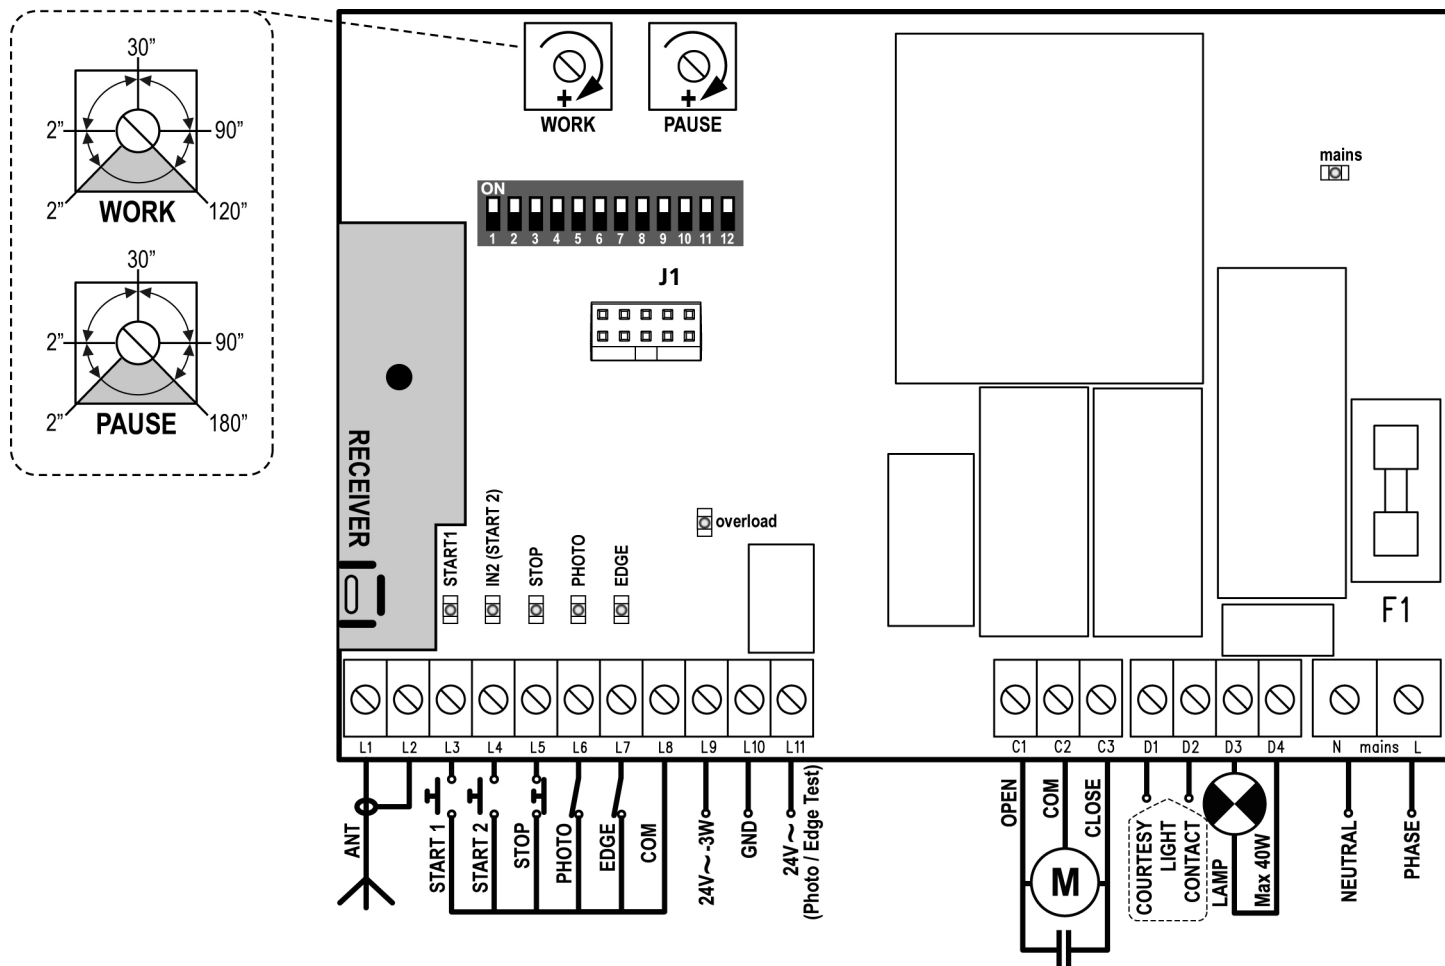 30”
2”
90”
2”
120”
WORK
30”
2”
90”
2”
180”
PAUSE
+
WORK
+
PAUSE
mains
ON
1 2 3 4 5 6 7 8 9 10 11 12
J1
RECEIVER
START1
IN2 (START 2)
STOP
PHOTO
EDGE
overload
F1
L1 L2 L3 L4 L5 L6 L7 L8 L9 L10 L11
C1 C2 C3
D1 D2 D3 D4
N mains L
ANT
START 1
START 2
STOP
PHOTO
EDGE
COM
24V~-3W
GND
24V~
(Photo / Edge Test)
OPEN
COM
CLOSE
M
COURTESY
LIGHT
CONTACT
LAMP
Max 40W
NEUTRAL
PHASE